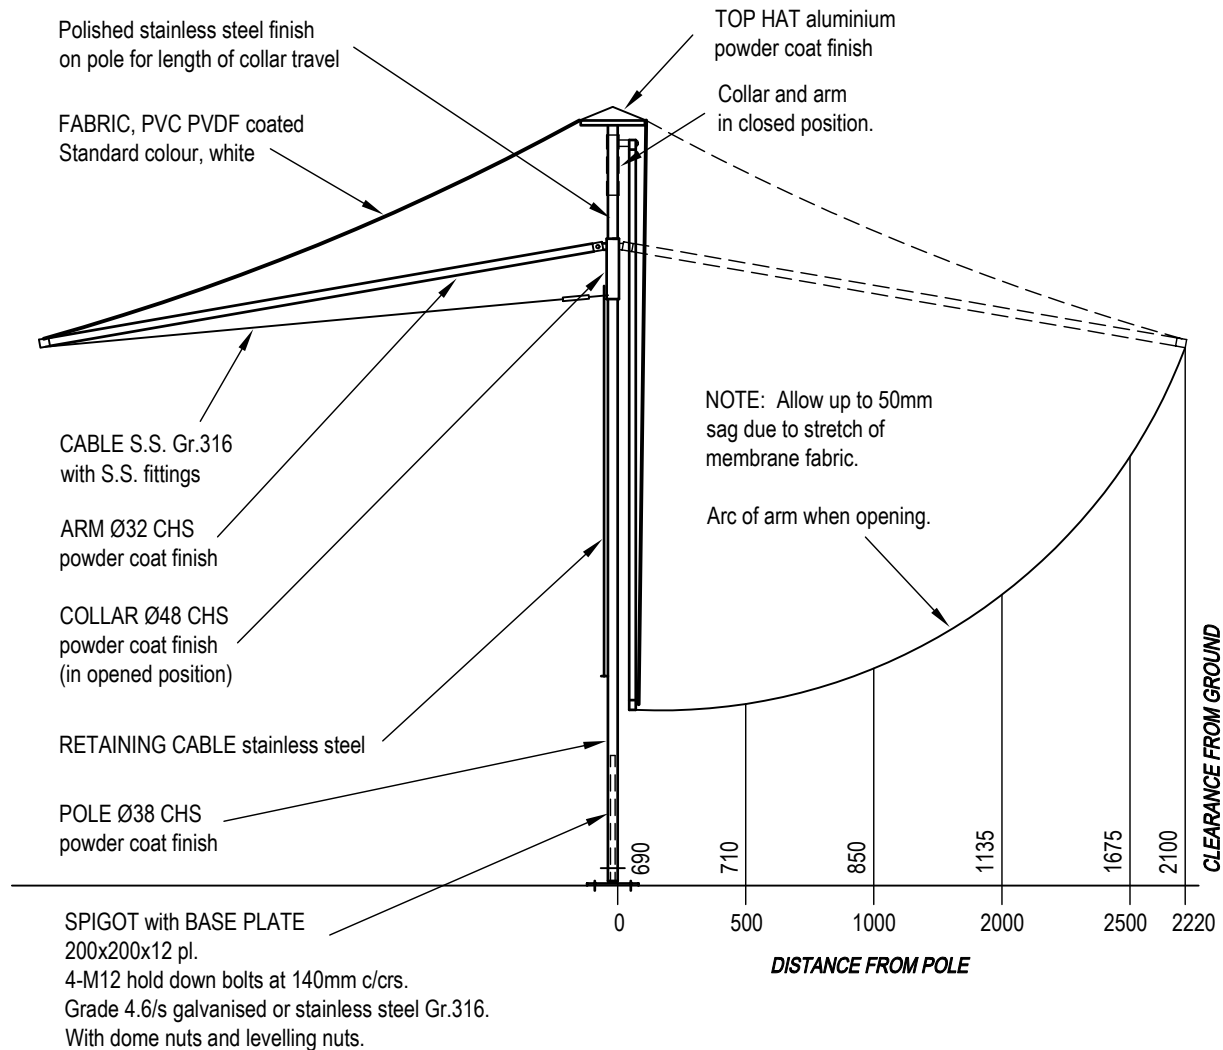 Polished stainless steel finish
on pole for length of collar travel
TOP HAT aluminium
powder coat finish
Collar and arm
in closed position.
FABRIC, PVC PVDF coated
Standard colour, white
NOTE:  Allow up to 50mm
sag due to stretch of
membrane fabric.
CABLE S.S. Gr.316
with S.S. fittings
Arc of arm when opening.
ARM Ø32 CHS
powder coat finish
COLLAR Ø48 CHS
powder coat finish
(in opened position)
RETAINING CABLE stainless steel
POLE Ø38 CHS
powder coat finish
690
710
850
1135
1675
2100
CLEARANCE FROM GROUND
SPIGOT with BASE PLATE
200x200x12 pl.
4-M12 hold down bolts at 140mm c/crs.
Grade 4.6/s galvanised or stainless steel Gr.316.
With dome nuts and levelling nuts.
0 500 1000 2000 2500 2220
DISTANCE FROM POLE